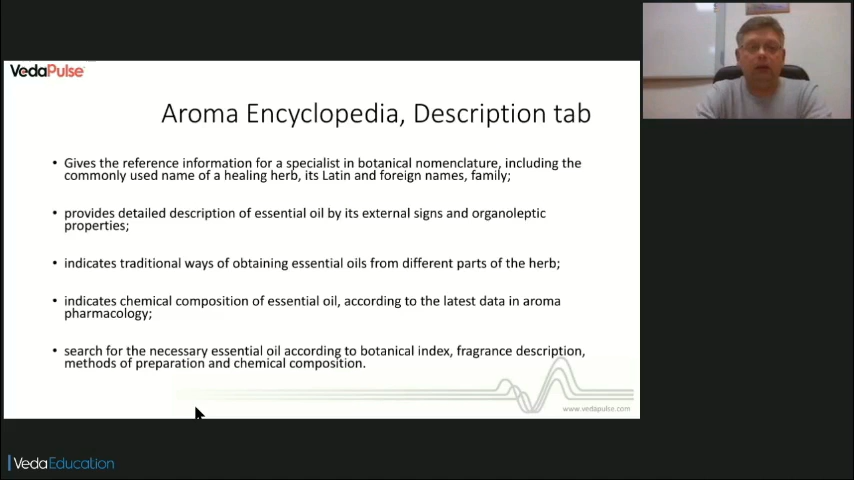 VedaPulse
Aroma Encyclopedia, Description tab
• Gives the reference information for a specialist in botanical nomenclature, including the
commonly used name of a healing herb, its Latin and foreign names, family;
• provides detailed description of essential oil by its external signs and organoleptic
properties;
• indicates traditional ways of obtaining essential oils from different parts of the herb;
• indicates chemical composition of essential oil, according to the latest data in aroma
pharmacology;
• search for the necessary essential oil according to botanical index, fragrance description,
methods of preparation and chemical composition.
www.vedapulse.com
VedaEducation